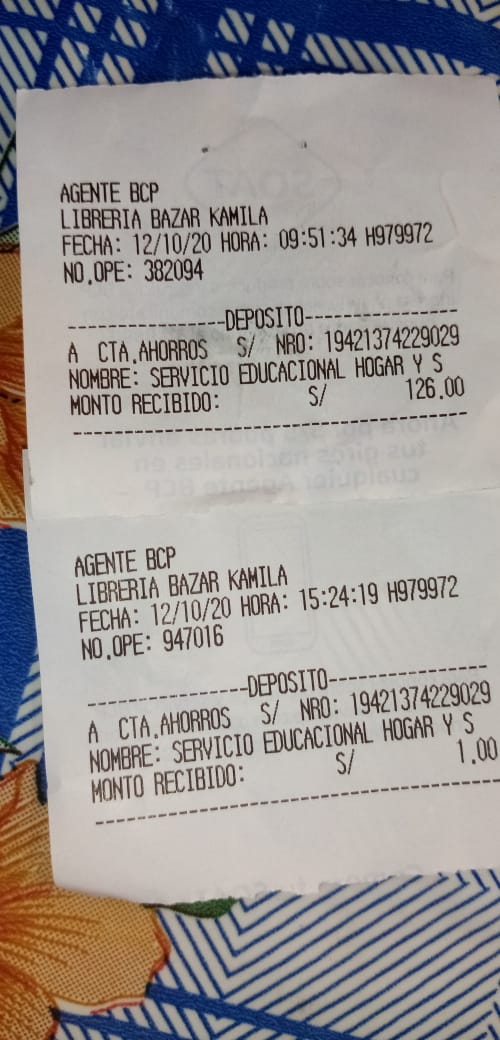 AGENTE BCP
LIBRERIA BAZAR KAMILA
FECHA: 12/10/20 HORA: 09:51:34 H979972
NO.OPE: 382094
------------------DEPOSITO------------------
A CTA.AHORROS S/ NRO: 19421374229029
NOMBRE: SERVICIO EDUCACIONAL HOGAR Y S
MONTO RECIBIDO: S/ 126.00
--------------------------------------------
AGENTE BCP
LIBRERIA BAZAR KAMILA
FECHA: 12/10/20 HORA: 15:24:19 H979972
NO.OPE: 947016
------------------DEPOSITO------------------
A CTA.AHORROS S/ NRO: 19421374229029
NOMBRE: SERVICIO EDUCACIONAL HOGAR Y S
MONTO RECIBIDO: S/ 1.00
--------------------------------------------